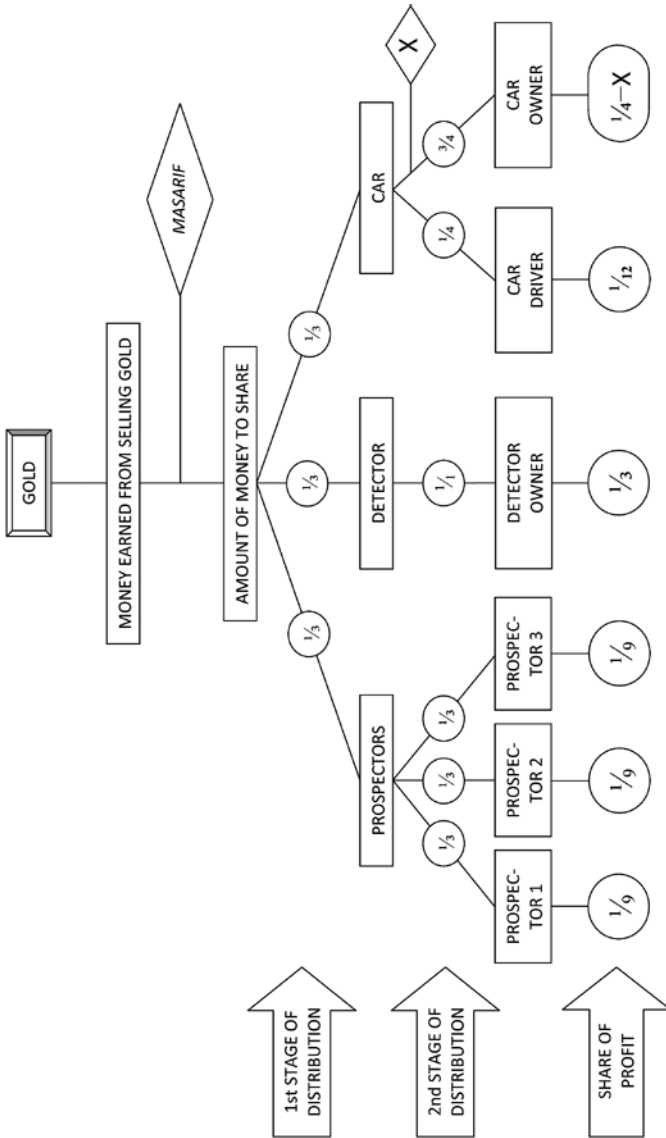 GOLD
MONEY EARNED FROM SELLING GOLD
MASARIF
AMOUNT OF MONEY TO SHARE
1st STAGE OF
DISTRIBUTION
⅓
⅓
⅓
PROSPECTORS
DETECTOR
CAR
X
2nd STAGE OF
DISTRIBUTION
⅓
⅓
⅓
1/1
¼
¾
PROSPEC-
TOR 1
PROSPEC-
TOR 2
PROSPEC-
TOR 3
DETECTOR
OWNER
CAR
DRIVER
CAR
OWNER
SHARE OF
PROFIT
1/9
1/9
1/9
⅓
1/12
¼–X